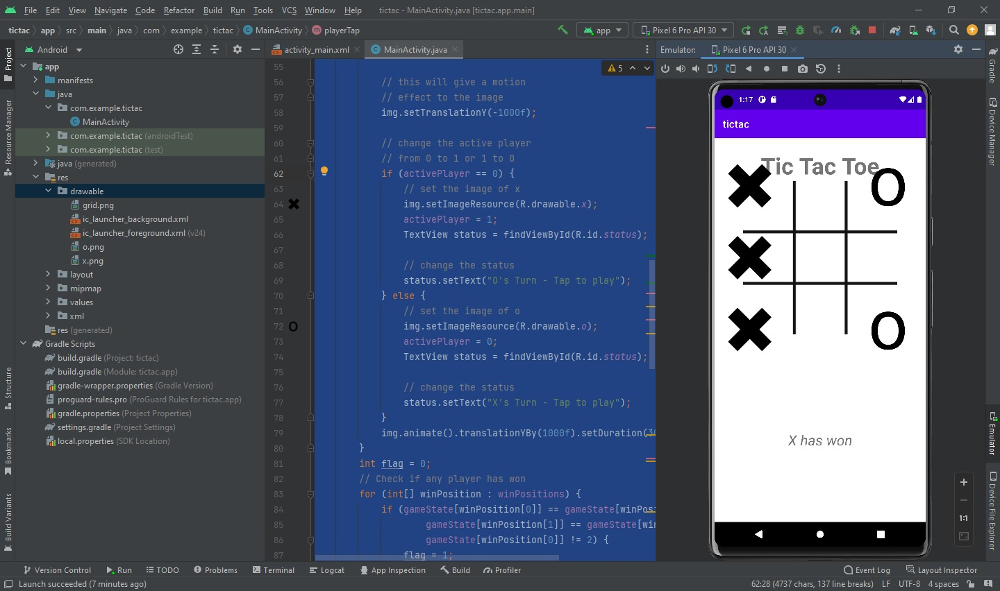 File Edit View Navigate Code Refactor Build Run Tools VCS Window Help tictac - MainActivity.java [tictac.app.main]
tictac app src main java com example tictac MainActivity playerTap app Pixel 6 Pro API 30
Android
activity_main.xml MainActivity.java
Emulator: Pixel 6 Pro API 30
Project
Resource Manager
Structure
Bookmarks
Build Variants
app
manifests
java
com.example.tictac
MainActivity
com.example.tictac (androidTest)
com.example.tictac (test)
java (generated)
res
drawable
grid.png
ic_launcher_background.xml
ic_launcher_foreground.xml (v24)
o.png
x.png
layout
mipmap
values
xml
res (generated)
Gradle Scripts
build.gradle (Project: tictac)
build.gradle (Module: tictac.app)
gradle-wrapper.properties (Gradle Version)
proguard-rules.pro (ProGuard Rules for tictac.app)
gradle.properties (Project Properties)
settings.gradle (Project Settings)
local.properties (SDK Location)
5
55
56 // this will give a motion
57 // effect to the image
58 img.setTranslationY(-1000f);
59
60 // change the active player
61 // from 0 to 1 or 1 to 0
62 if (activePlayer == 0) {
63 // set the image of x
64 img.setImageResource(R.drawable.x);
65 activePlayer = 1;
66 TextView status = findViewById(R.id.status);
67
68 // change the status
69 status.setText("O's Turn - Tap to play");
70 } else {
71 // set the image of o
72 img.setImageResource(R.drawable.o);
73 activePlayer = 0;
74 TextView status = findViewById(R.id.status);
75
76 // change the status
77 status.setText("X's Turn - Tap to play");
78 }
79 img.animate().translationYBy(1000f).setDuration(
80 }
81 int flag = 0;
82 // Check if any player has won
83 for (int[] winPosition : winPositions) {
84 if (gameState[winPosition[0]] == gameState[winPos
85 gameState[winPosition[1]] == gameState[wi
86 gameState[winPosition[0]] != 2) {
87 flag = 1;
1:17
tictac
Tic Tac Toe
X has won
1:1
Gradle
Device Manager
Emulator
Device File Explorer
Version Control Run TODO Problems Terminal Logcat App Inspection Build Profiler Event Log Layout Inspector
Launch succeeded (7 minutes ago) 62:28 (4737 chars, 137 line breaks) LF UTF-8 4 spaces